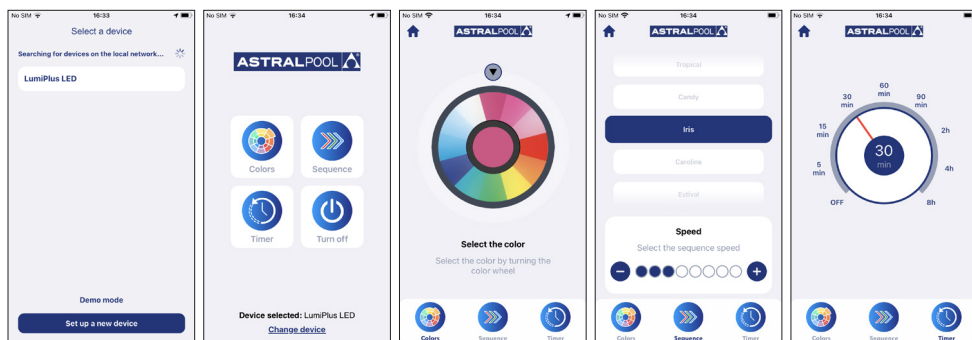 No SIM 16:33
Select a device
Searching for devices on the local network...
LumiPlus LED
Demo mode
Set up a new device
No SIM 16:34
ASTRALPOOL
Colors Sequence
Timer Turn off
Device selected: LumiPlus LED
Change device
No SIM 16:34
ASTRALPOOL
Select the color
Select the color by turning the
color wheel
Colors Sequence Timer
No SIM 16:34
ASTRALPOOL
Tropical
Candy
Iris
Caroline
Estival
Speed
Select the sequence speed
Colors Sequence Timer
No SIM 16:34
ASTRALPOOL
60
min
30
min
90
min
15
min
2h
30
min
5
min
4h
OFF 8h
Colors Sequence Timer